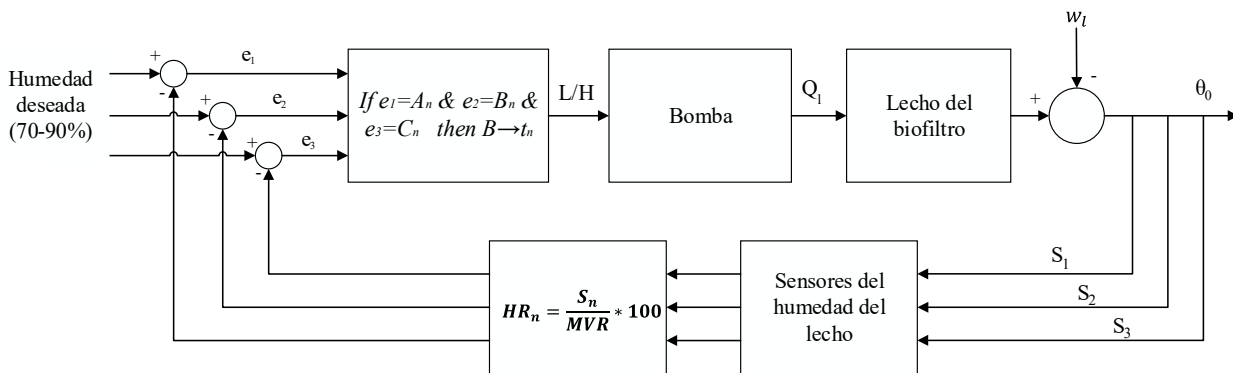 w_l
Humedad
deseada
(70-90%)
+
-
e₁
+
-
e₂
+
-
e₃
If e₁=Aₙ & e₂=Bₙ &
e₃=Cₙ then B→tₙ
L/H
Bomba
Q₁
Lecho del
biofiltro
+
-
θ₀
S₁
S₂
S₃
Sensores del
humedad del
lecho
HRₙ = Sₙ/MVR * 100